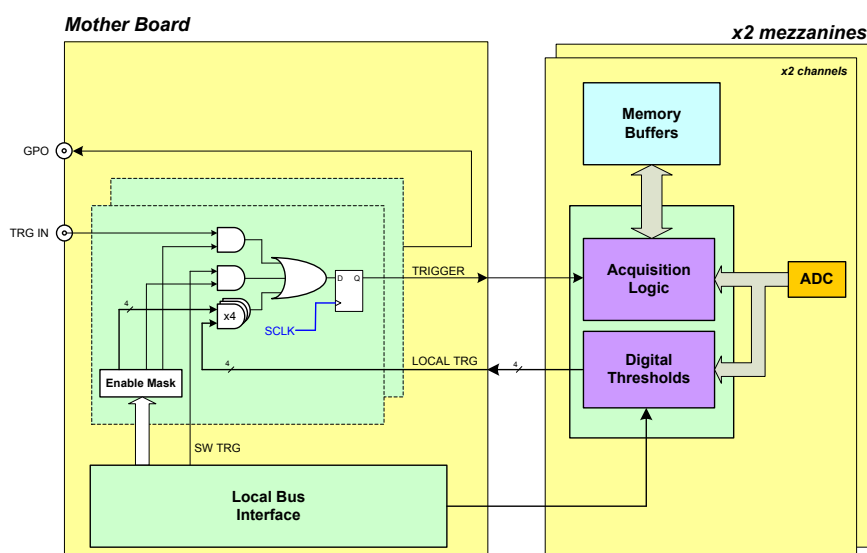 Mother Board
x2 mezzanines
x2 channels
Memory
Buffers
GPO
TRG IN
D Q
TRIGGER
Acquisition
Logic
ADC
4
x4
SCLK
4
LOCAL TRG
4
Digital
Thresholds
Enable Mask
SW TRG
Local Bus
Interface